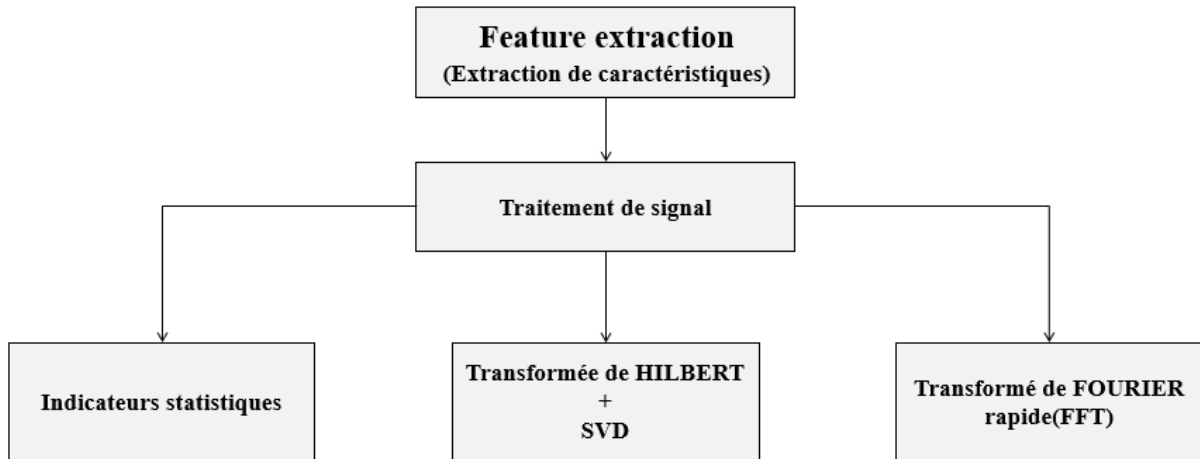 Feature extraction
(Extraction de caractéristiques)
Traitement de signal
Indicateurs statistiques
Transformée de HILBERT
+
SVD
Transformé de FOURIER
rapide(FFT)